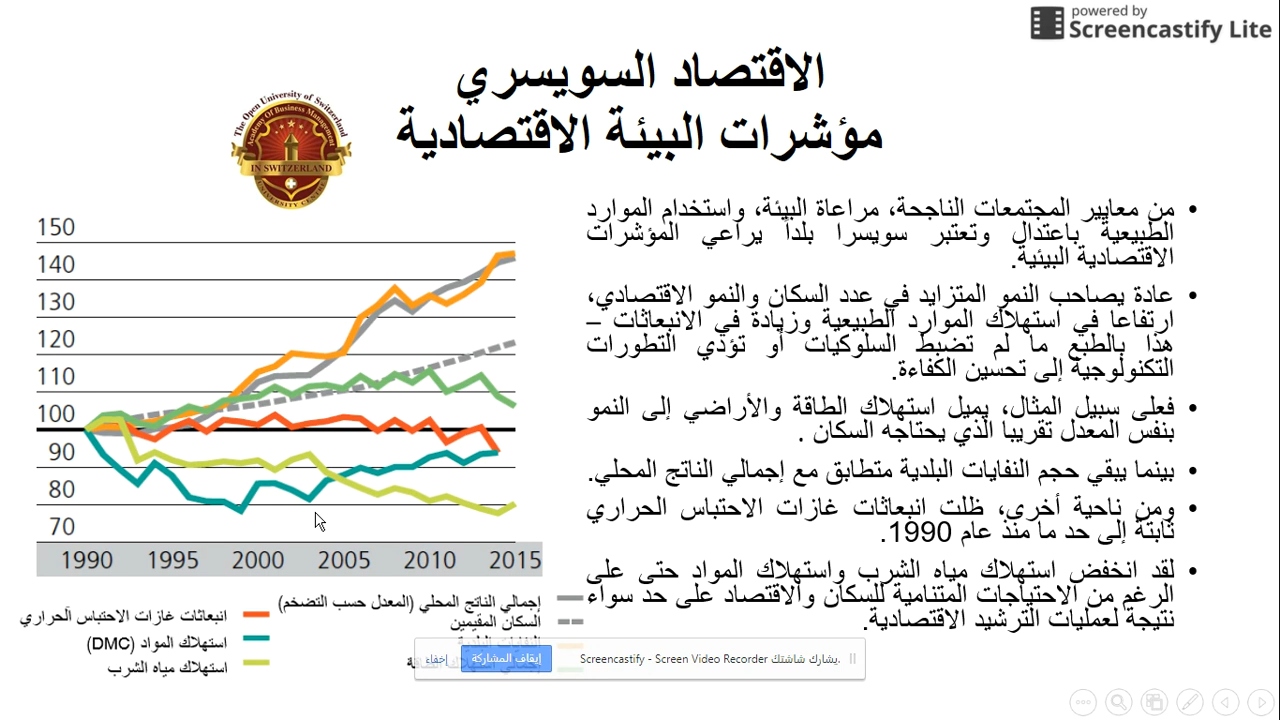 powered by
Screencastify Lite
الاقتصاد السويسري
مؤشرات البيئة الاقتصادية
The Open University of Switzerland
Academy Of Business Management
IN SWITZERLAND
• من معايير المجتمعات الناجحة، مراعاة البيئة، واستخدام الموارد
الطبيعية باعتدال وتعتبر سويسرا بلداً يراعي المؤشرات
الاقتصادية البيئية.
• عادة يصاحب النمو المتزايد في عدد السكان والنمو الاقتصادي،
ارتفاعا في استهلاك الموارد الطبيعية وزيادة في الانبعاثات –
هذا بالطبع ما لم تضبط السلوكيات أو تؤدي التطورات
التكنولوجية إلى تحسين الكفاءة.
• فعلى سبيل المثال، يميل استهلاك الطاقة والأراضي إلى النمو
بنفس المعدل تقريبا الذي يحتاجه السكان .
• بينما يبقي حجم النفايات البلدية متطابق مع إجمالي الناتج المحلي.
• ومن ناحية أخرى، ظلت انبعاثات غازات الاحتباس الحراري
ثابتة إلى حد ما منذ عام 1990.
• لقد انخفض استهلاك مياه الشرب واستهلاك المواد حتى على
الرغم من الاحتياجات المتنامية للسكان والاقتصاد على حد سواء
نتيجة لعمليات الترشيد الاقتصادية.
150
140
130
120
110
100
90
80
70
1990 1995 2000 2005 2010 2015
إجمالي الناتج المحلي (المعدل حسب التضخم)
السكان المقيمين
النفايات البلدية
انبعاثات غازات الاحتباس الحراري
استهلاك المواد (DMC)
استهلاك مياه الشرب
Screencastify - Screen Video Recorder يشارك شاشتك.
إيقاف المشاركة
إخفاء